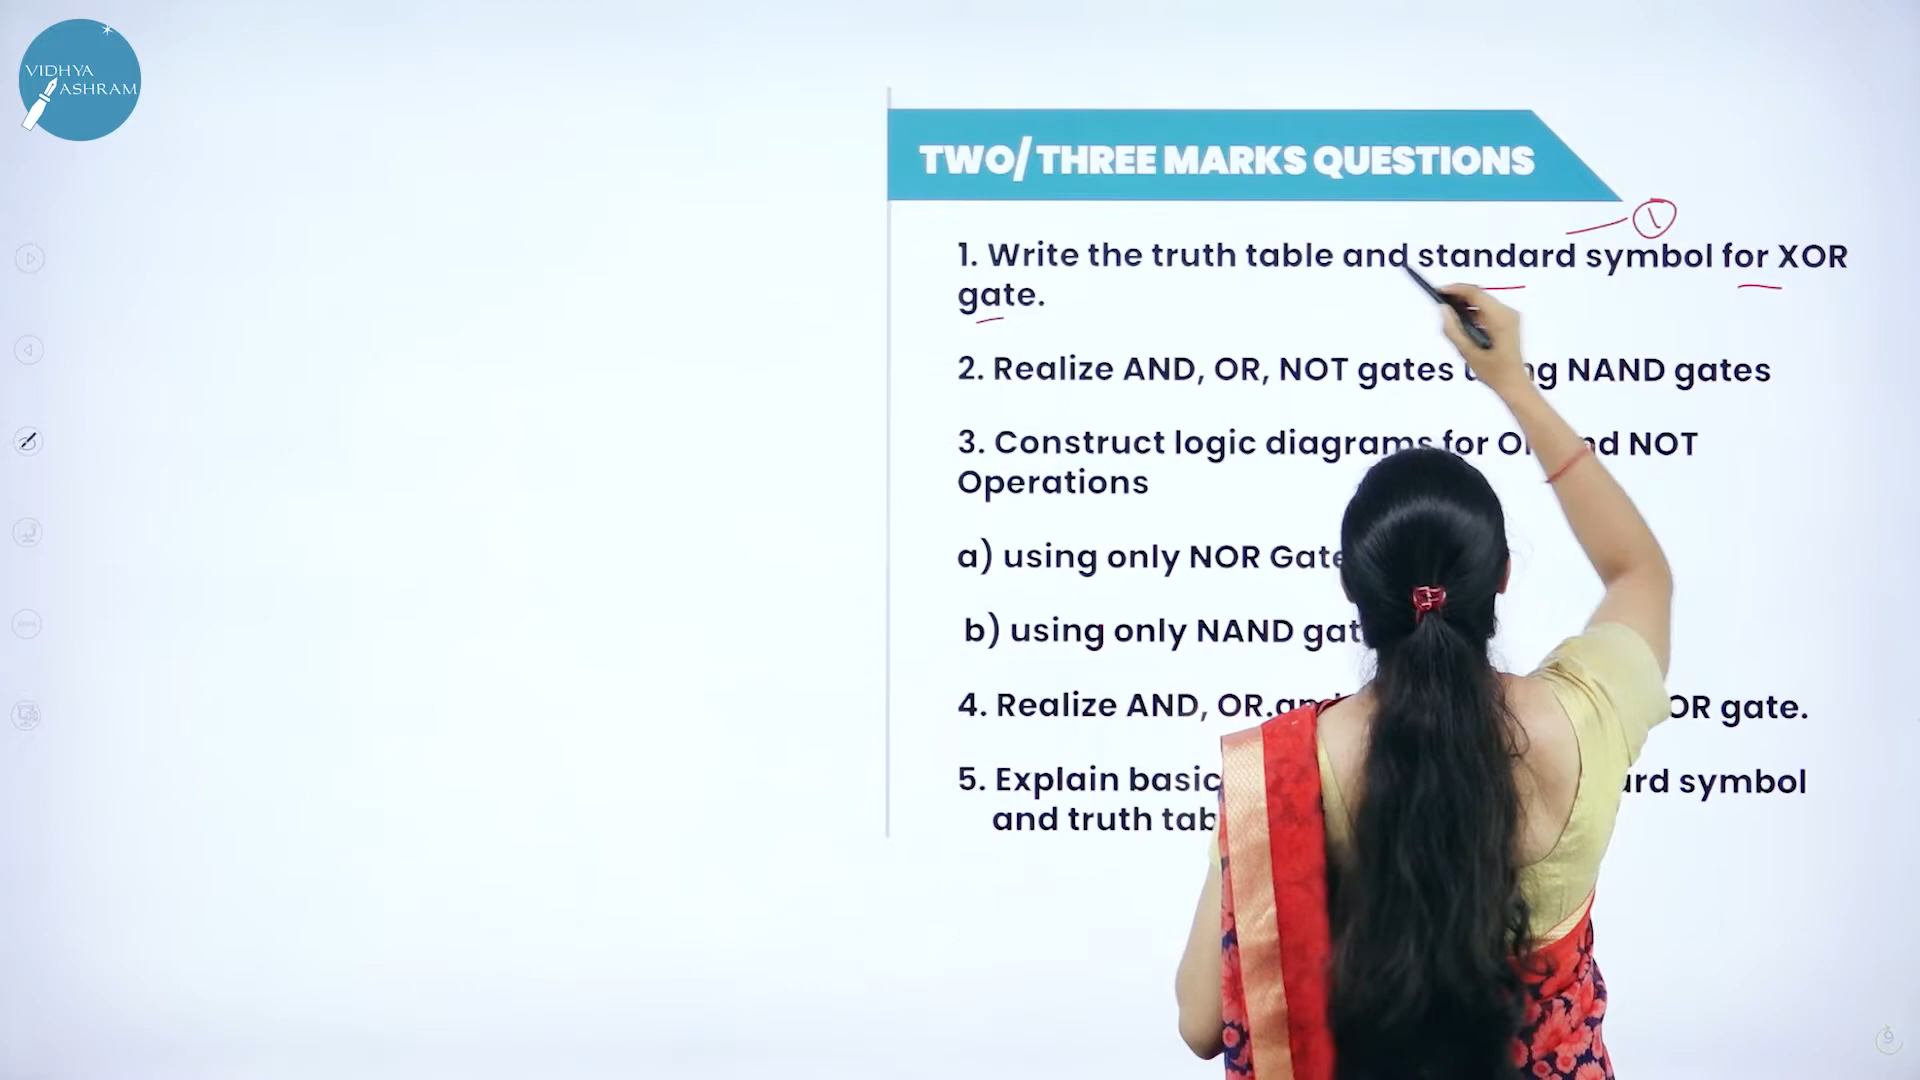 VIDHYA
ASHRAM
TWO/ THREE MARKS QUESTIONS
1
1. Write the truth table and standard symbol for XOR
gate.
2. Realize AND, OR, NOT gates NAND gates
3. Construct logic diagrams for NOT
Operations
a) using only NOR
b) using only NAND
4. Realize AND, OR. gate.
5. Explain basic symbol
and truth
9